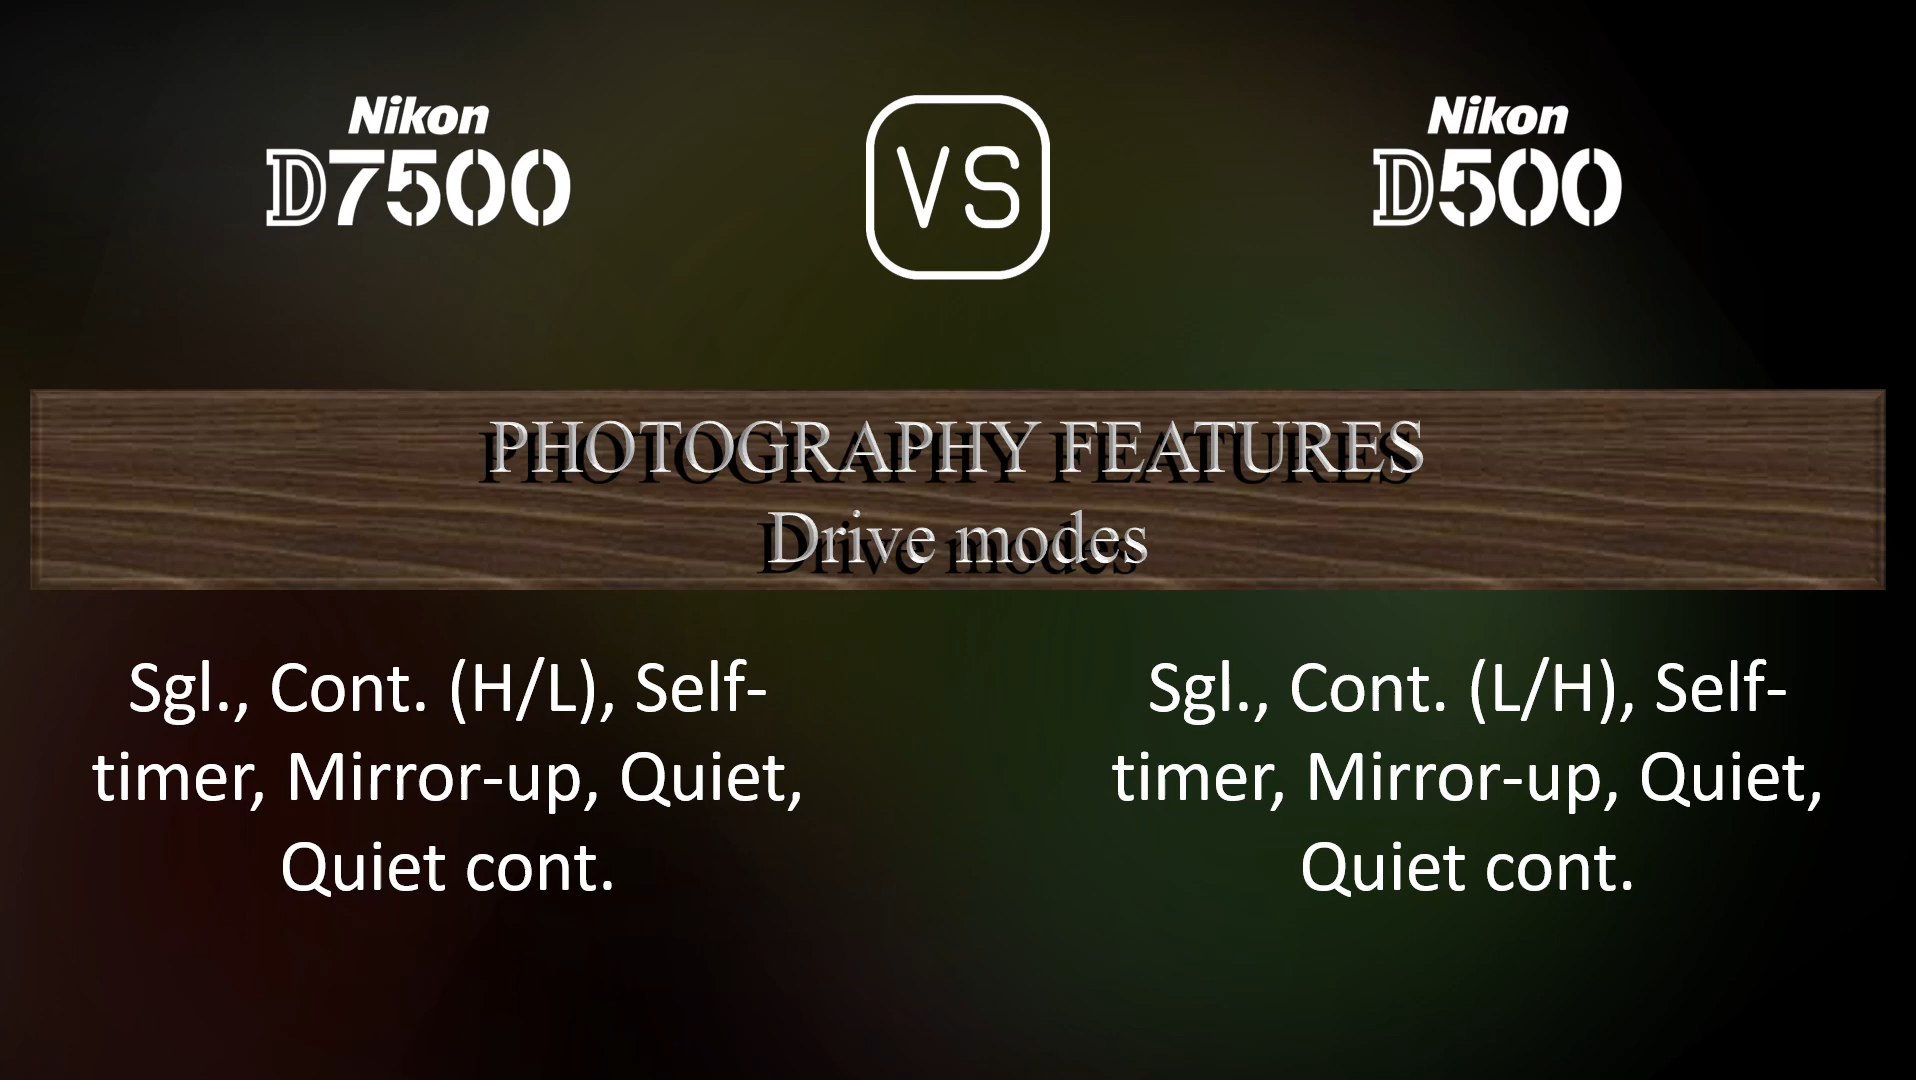 Nikon
D7500
VS
Nikon
D500
PHOTOGRAPHY FEATURES
Drive modes
Sgl., Cont. (H/L), Self-
timer, Mirror-up, Quiet,
Quiet cont.
Sgl., Cont. (L/H), Self-
timer, Mirror-up, Quiet,
Quiet cont.